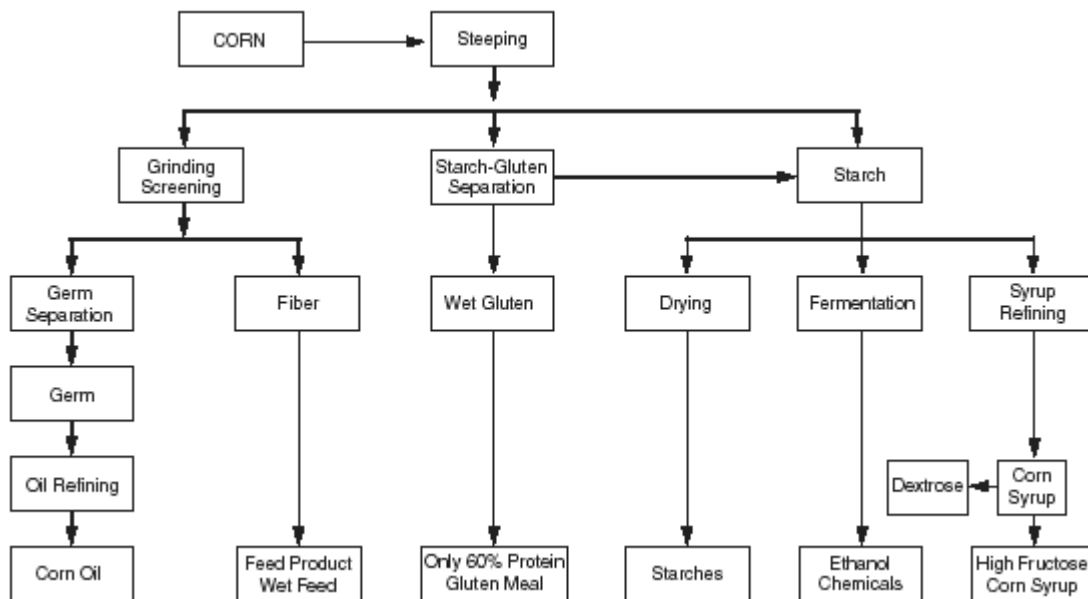 CORN
Steeping
Grinding
Screening
Starch-Gluten
Separation
Starch
Germ
Separation
Fiber
Wet Gluten
Drying
Fermentation
Syrup
Refining
Germ
Oil Refining
Dextrose
Corn
Syrup
Corn Oil
Feed Product
Wet Feed
Only 60% Protein
Gluten Meal
Starches
Ethanol
Chemicals
High Fructose
Corn Syrup